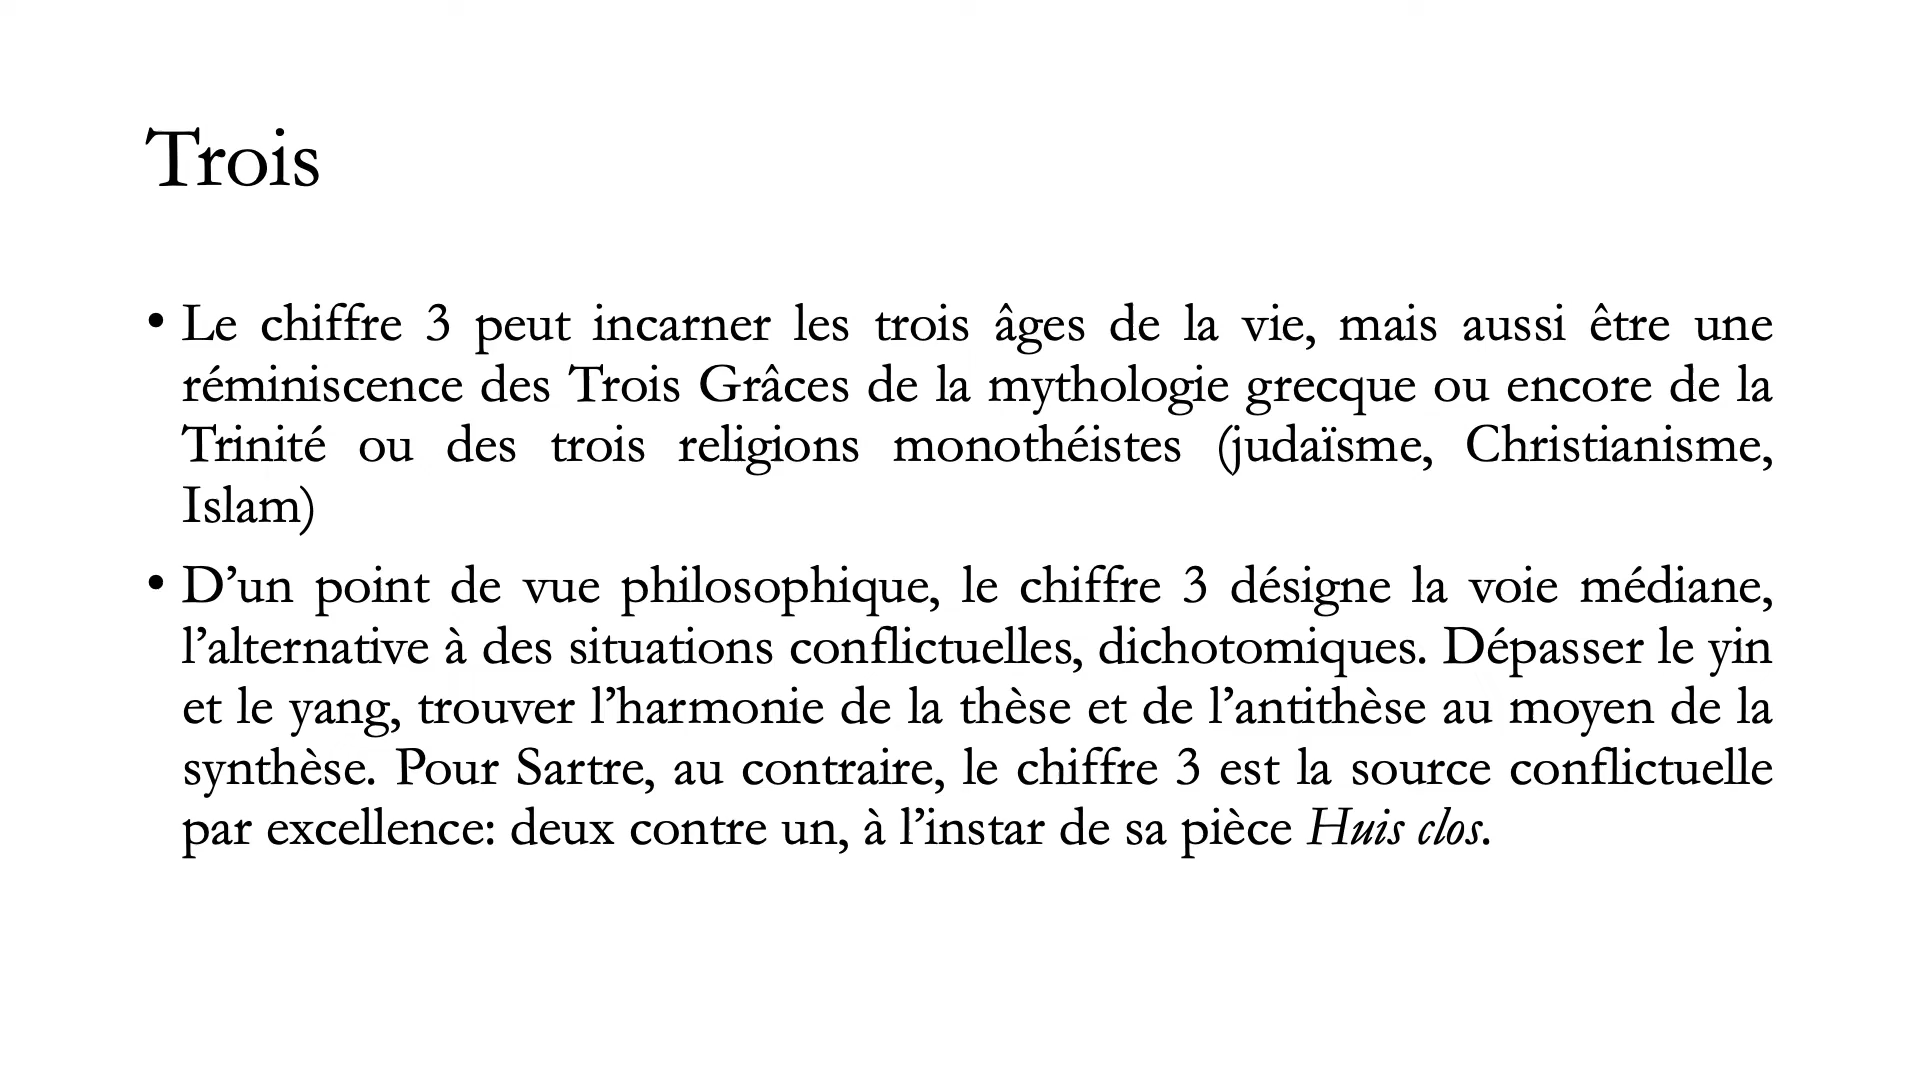 Trois
• Le chiffre 3 peut incarner les trois âges de la vie, mais aussi être une
réminiscence des Trois Grâces de la mythologie grecque ou encore de la
Trinité ou des trois religions monothéistes (judaïsme, Christianisme,
Islam)
• D’un point de vue philosophique, le chiffre 3 désigne la voie médiane,
l’alternative à des situations conflictuelles, dichotomiques. Dépasser le yin
et le yang, trouver l’harmonie de la thèse et de l’antithèse au moyen de la
synthèse. Pour Sartre, au contraire, le chiffre 3 est la source conflictuelle
par excellence: deux contre un, à l’instar de sa pièce Huis clos.